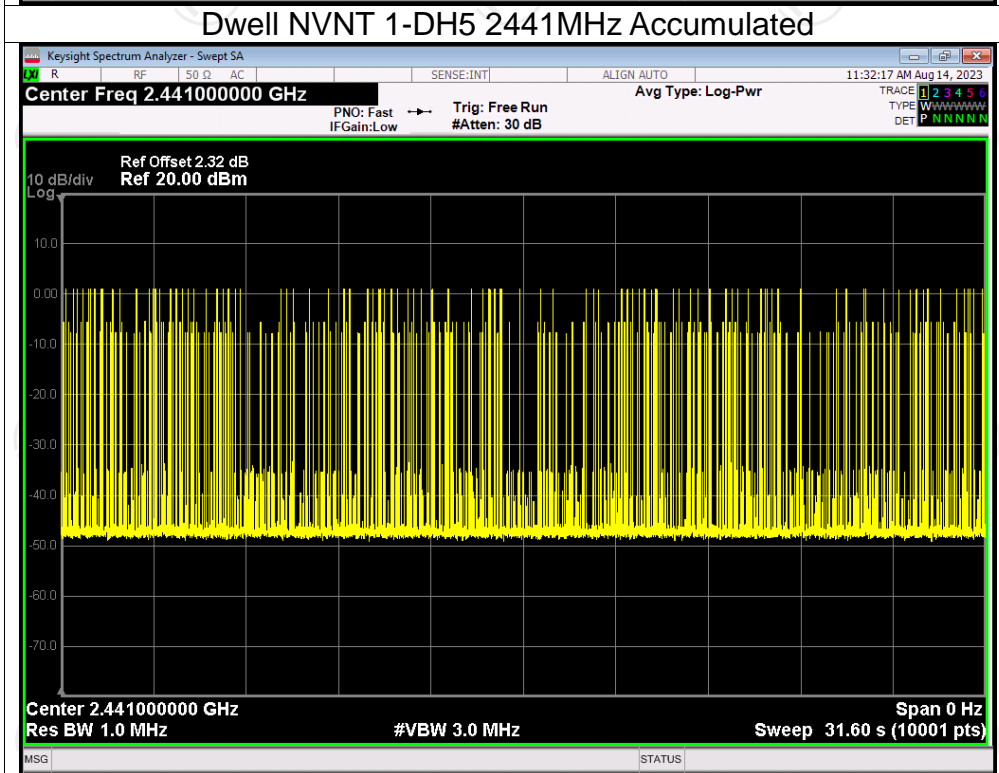 Dwell NVNT 1-DH5 2441MHz Accumulated
Keysight Spectrum Analyzer - Swept SA
LXI R RF 50 Ω AC SENSE:INT ALIGN AUTO 11:32:17 AM Aug 14, 2023
Center Freq 2.441000000 GHz Avg Type: Log-Pwr TRACE 1 2 3 4 5 6
PNO: Fast Trig: Free Run TYPE WWWWWW
IFGain:Low #Atten: 30 dB DET P N N N N N
Ref Offset 2.32 dB
10 dB/div Ref 20.00 dBm
Log
10.0
0.00
-10.0
-20.0
-30.0
-40.0
-50.0
-60.0
-70.0
Center 2.441000000 GHz Span 0 Hz
Res BW 1.0 MHz #VBW 3.0 MHz Sweep 31.60 s (10001 pts)
MSG STATUS